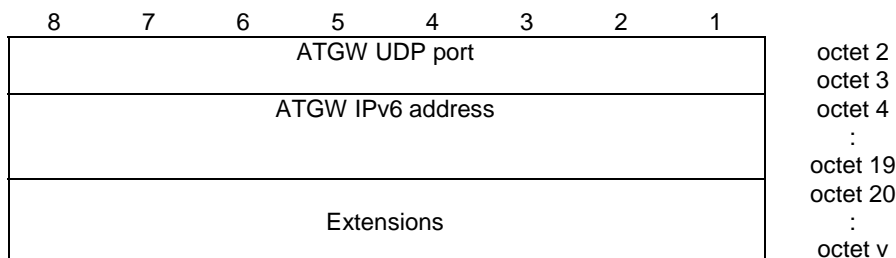 8 7 6 5 4 3 2 1
ATGW UDP port octet 2
octet 3
ATGW IPv6 address octet 4
:
octet 19
octet 20
Extensions :
octet v